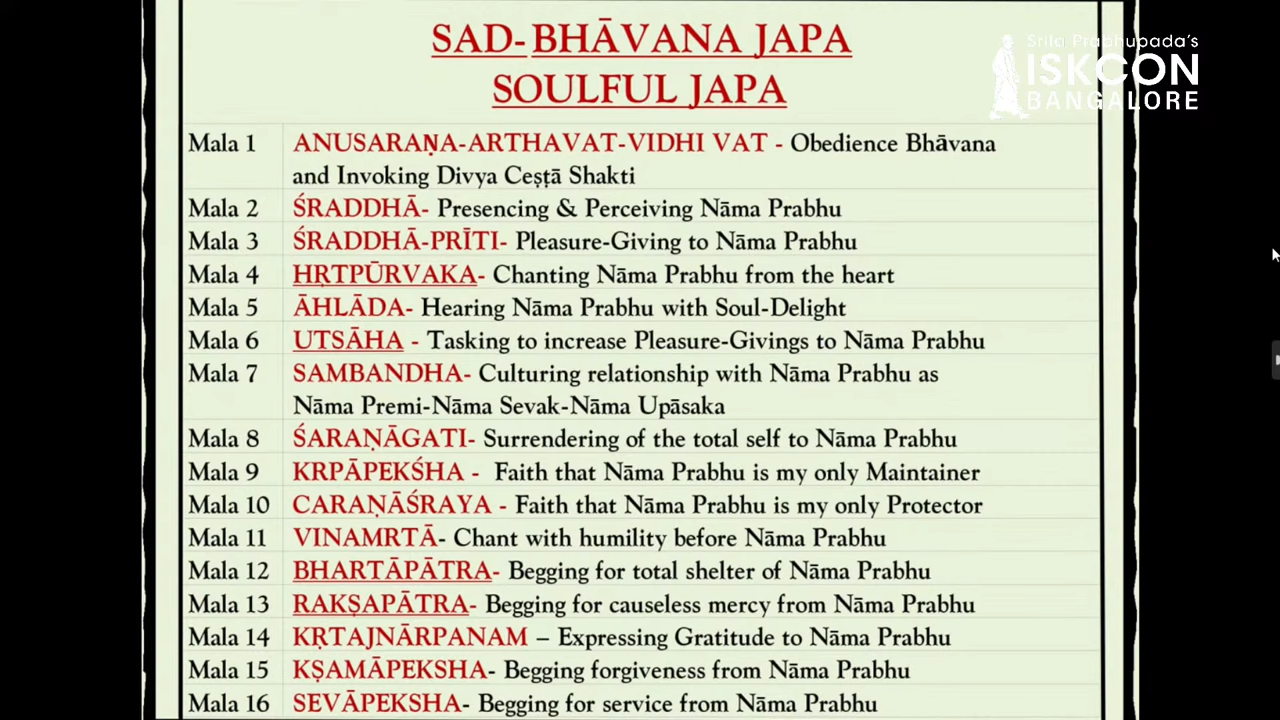 SAD-BHĀVANA JAPA
SOULFUL JAPA
Srila Prabhupada's
ISKCON
BANGALORE
Mala 1 ANUSARAṆA-ARTHAVAT-VIDHI VAT - Obedience Bhāvana
and Invoking Divya Ceṣṭā Shakti
Mala 2 ŚRADDHĀ- Presencing & Perceiving Nāma Prabhu
Mala 3 ŚRADDHĀ-PRĪTI- Pleasure-Giving to Nāma Prabhu
Mala 4 HṚTPŪRVAKA- Chanting Nāma Prabhu from the heart
Mala 5 ĀHLĀDA- Hearing Nāma Prabhu with Soul-Delight
Mala 6 UTSĀHA - Tasking to increase Pleasure-Givings to Nāma Prabhu
Mala 7 SAMBANDHA- Culturing relationship with Nāma Prabhu as
Nāma Premi-Nāma Sevak-Nāma Upāsaka
Mala 8 ŚARAṆĀGATI- Surrendering of the total self to Nāma Prabhu
Mala 9 KRPĀPEKŚHA - Faith that Nāma Prabhu is my only Maintainer
Mala 10 CARAṆĀŚRAYA - Faith that Nāma Prabhu is my only Protector
Mala 11 VINAMRTĀ- Chant with humility before Nāma Prabhu
Mala 12 BHARTĀPĀTRA- Begging for total shelter of Nāma Prabhu
Mala 13 RAKṢAPĀTRA- Begging for causeless mercy from Nāma Prabhu
Mala 14 KṚTAJNĀRPANAM – Expressing Gratitude to Nāma Prabhu
Mala 15 KṢAMĀPEKSHA- Begging forgiveness from Nāma Prabhu
Mala 16 SEVĀPEKSHA- Begging for service from Nāma Prabhu